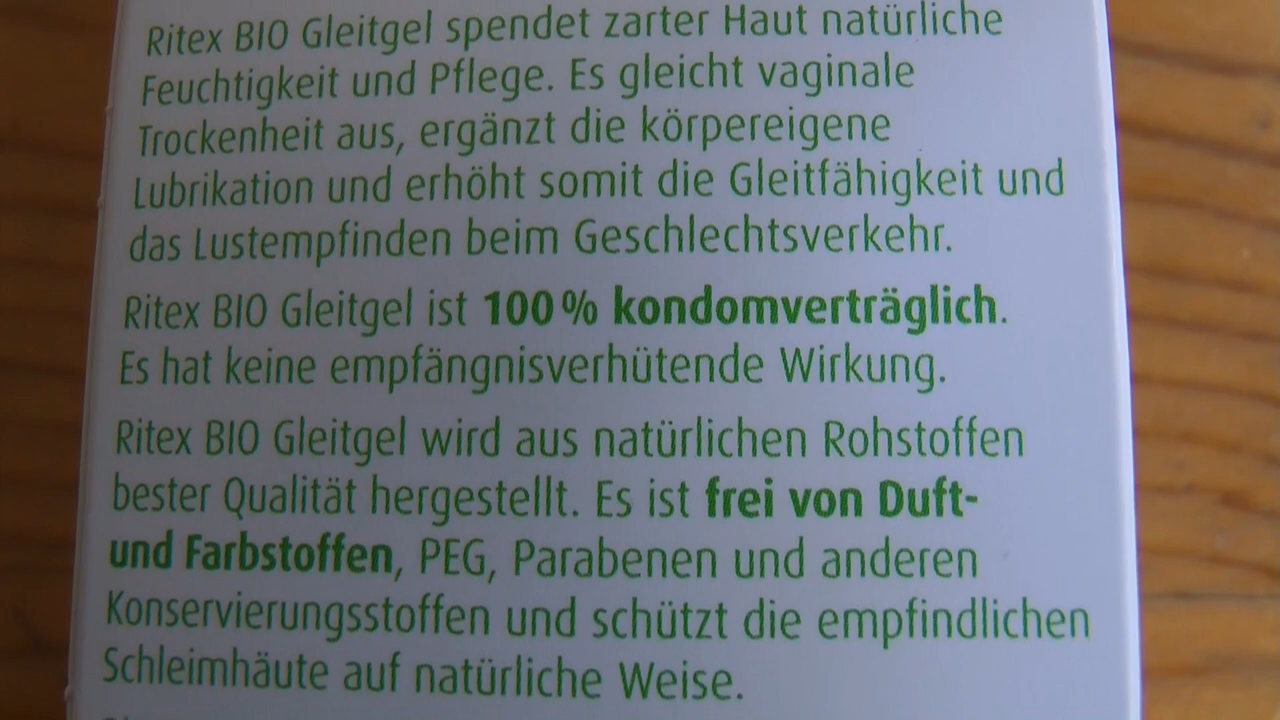 Ritex BIO Gleitgel spendet zarter Haut natürliche
Feuchtigkeit und Pflege. Es gleicht vaginale
Trockenheit aus, ergänzt die körpereigene
Lubrikation und erhöht somit die Gleitfähigkeit und
das Lustempfinden beim Geschlechtsverkehr.
Ritex BIO Gleitgel ist 100 % kondomverträglich.
Es hat keine empfängnisverhütende Wirkung.
Ritex BIO Gleitgel wird aus natürlichen Rohstoffen
bester Qualität hergestellt. Es ist frei von Duft-
und Farbstoffen, PEG, Parabenen und anderen
Konservierungsstoffen und schützt die empfindlichen
Schleimhäute auf natürliche Weise.